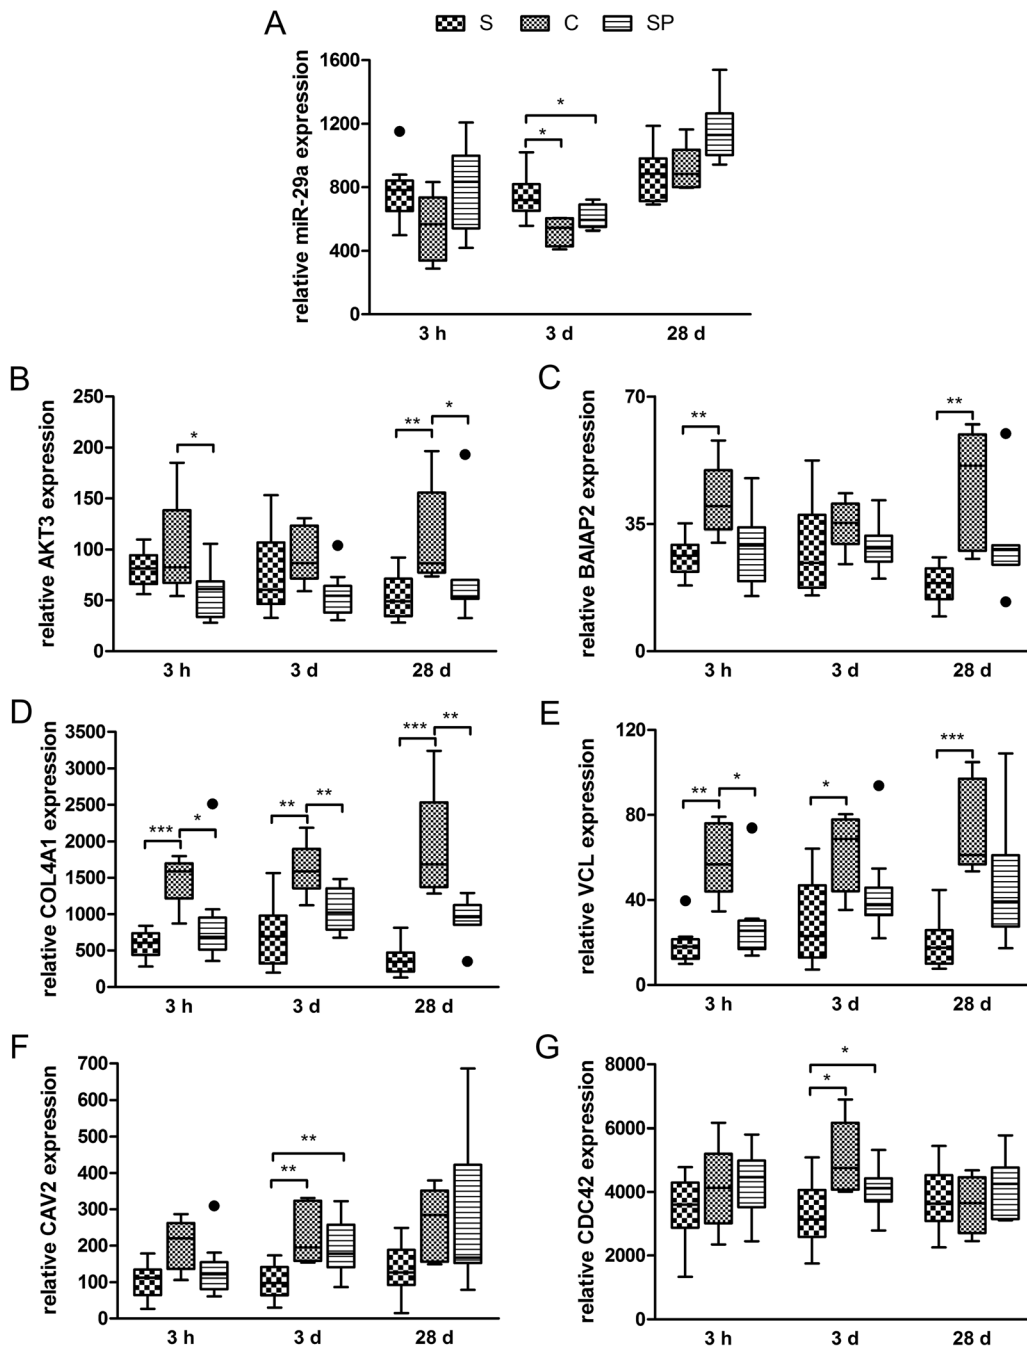 A
S C SP
relative miR-29a expression
1600
1200
800
400
0
*
*
3 h 3 d 28 d
B
relative AKT3 expression
250
200
150
100
50
0
*
**
*
3 h 3 d 28 d
C
relative BAIAP2 expression
70
35
0
**
**
3 h 3 d 28 d
D
relative COL4A1 expression
3500
3000
2500
2000
1500
1000
500
0
***
*
**
**
***
**
3 h 3 d 28 d
E
relative VCL expression
120
80
40
0
**
*
*
***
3 h 3 d 28 d
F
relative CAV2 expression
700
600
500
400
300
200
100
0
**
**
3 h 3 d 28 d
G
relative CDC42 expression
8000
6000
4000
2000
0
*
*
3 h 3 d 28 d